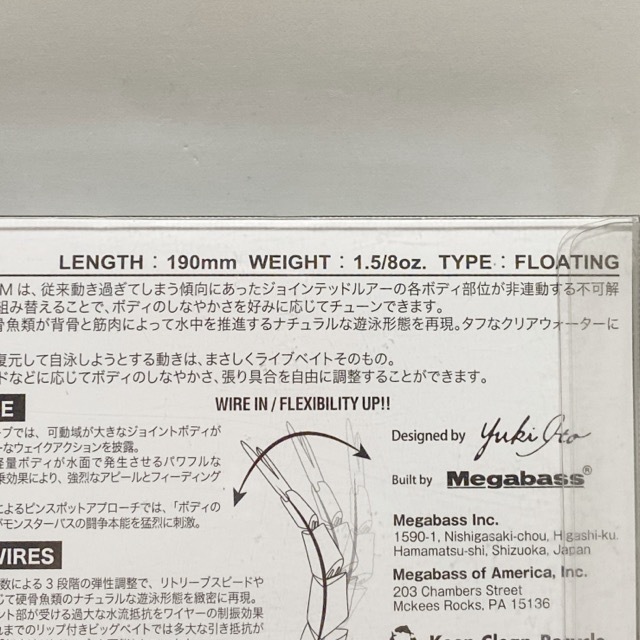 LENGTH : 190mm WEIGHT : 1.5/8oz. TYPE : FLOATING
Mは、従来動き過ぎてしまう傾向にあったジョインテッドルアーの各ボディ部位が非連動する不可解
組み替えることで、ボディのしなやかさを好みに応じてチューンできます。
骨魚類が背骨と筋肉によって水中を推進するナチュラルな遊泳形態を再現。タフなクリアウォーターに
復元して自泳しようとする動きは、まさしくライブベイトそのもの。
ドなどに応じてボディのしなやかさ、張り具合を自由に調整することができます。
WIRE IN / FLEXIBILITY UP!!
ブでは、可動域が大きなジョイントボディが
なウェイクアクションを披露。
軽量ボディが水面で発生させるパワフルな
乗効果により、強烈なアピールとフィーディング
によるピンスポットアプローチでは、「ボディの
がモンスターバスの闘争本能を猛烈に刺激。
WIRES
数による3段階の弾性調整で、リトリーブスピードや
じて硬骨魚類のナチュラルな遊泳形態を緻密に再現。
ント部が受ける過大な水流抵抗をワイヤーの制振効果
れまでのリップ付きビッグベイトでは多大な引き抵抗が
Designed by Yuki Ito
Built by Megabass®
Megabass Inc.
1590-1, Nishigasaki-chou, Higashi-ku,
Hamamatsu-shi, Shizuoka, Japan
Megabass of America, Inc.
203 Chambers Street
Mckees Rocks, PA 15136
Keep Clean Recycle